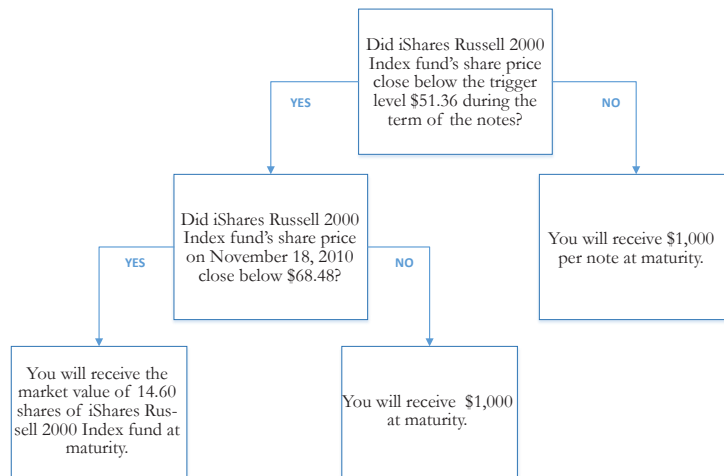 Did iShares Russell 2000
Index fund's share price
close below the trigger
level $51.36 during the
term of the notes?
YES
NO
Did iShares Russell 2000
Index fund's share price
on November 18, 2010
close below $68.48?
You will receive $1,000
per note at maturity.
YES
NO
You will receive the
market value of 14.60
shares of iShares Rus-
sell 2000 Index fund at
maturity.
You will receive  $1,000
at maturity.